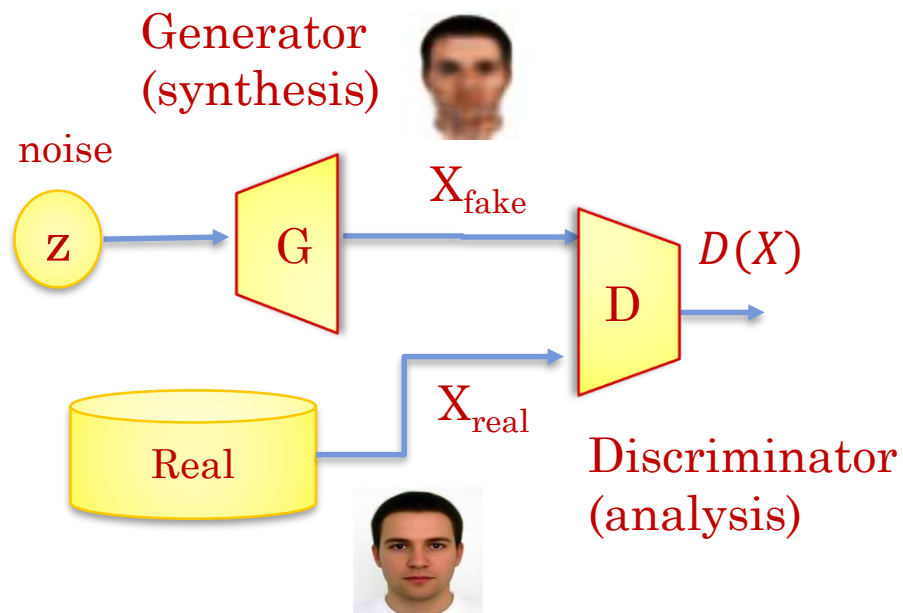 Generator
(synthesis)
noise
z
G
X_fake
D(X)
D
X_real
Real
Discriminator
(analysis)